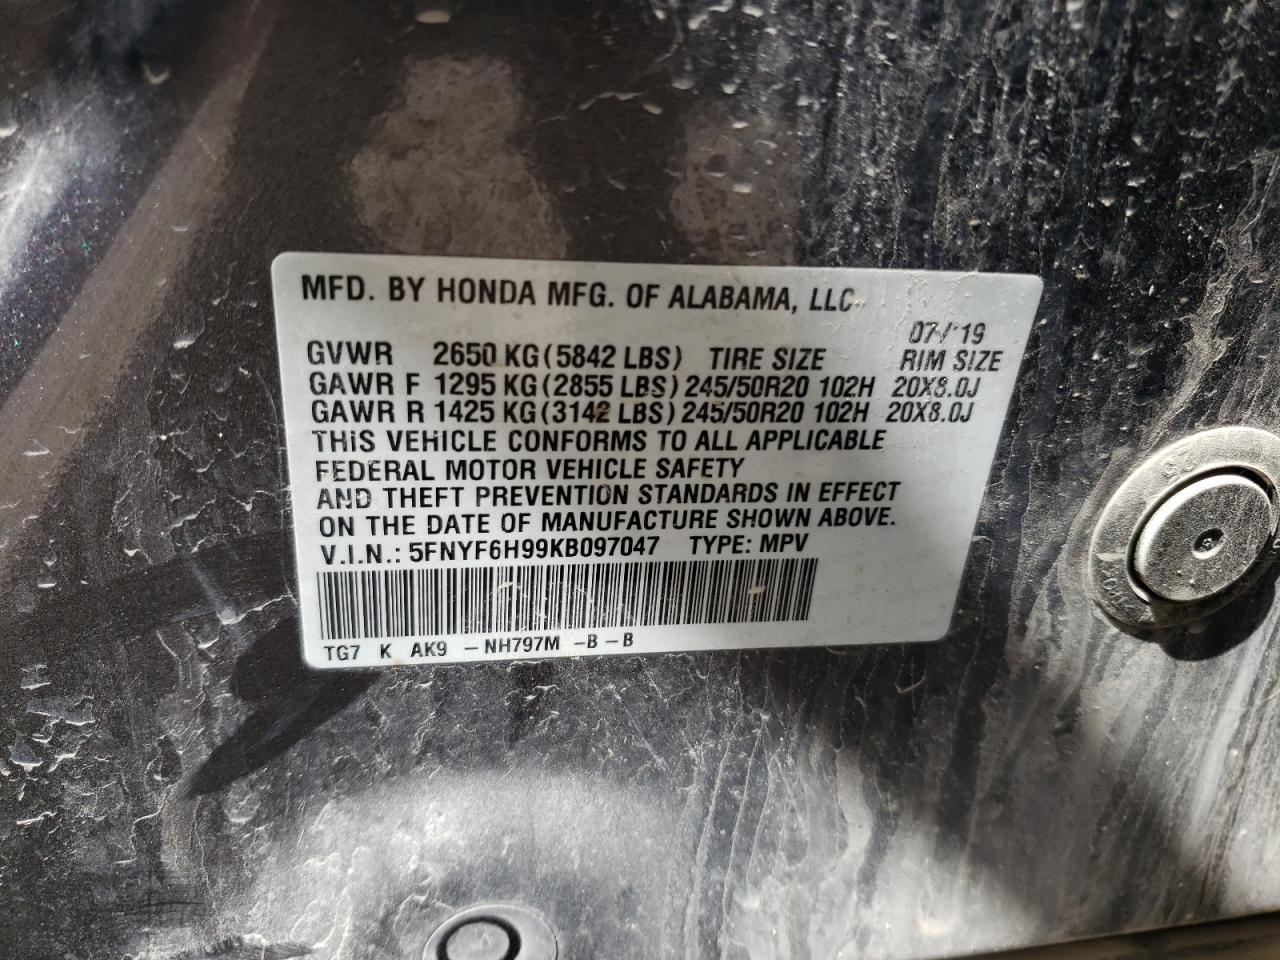 MFD. BY HONDA MFG. OF ALABAMA, LLC.
07/'19
GVWR 2650 KG (5842 LBS) TIRE SIZE RIM SIZE
GAWR F 1295 KG (2855 LBS) 245/50R20 102H 20X8.0J
GAWR R 1425 KG (3142 LBS) 245/50R20 102H 20X8.0J
THIS VEHICLE CONFORMS TO ALL APPLICABLE
FEDERAL MOTOR VEHICLE SAFETY
AND THEFT PREVENTION STANDARDS IN EFFECT
ON THE DATE OF MANUFACTURE SHOWN ABOVE.
V.I.N.: 5FNYF6H99KB097047 TYPE: MPV
TG7 K AK9 - NH797M - B - B